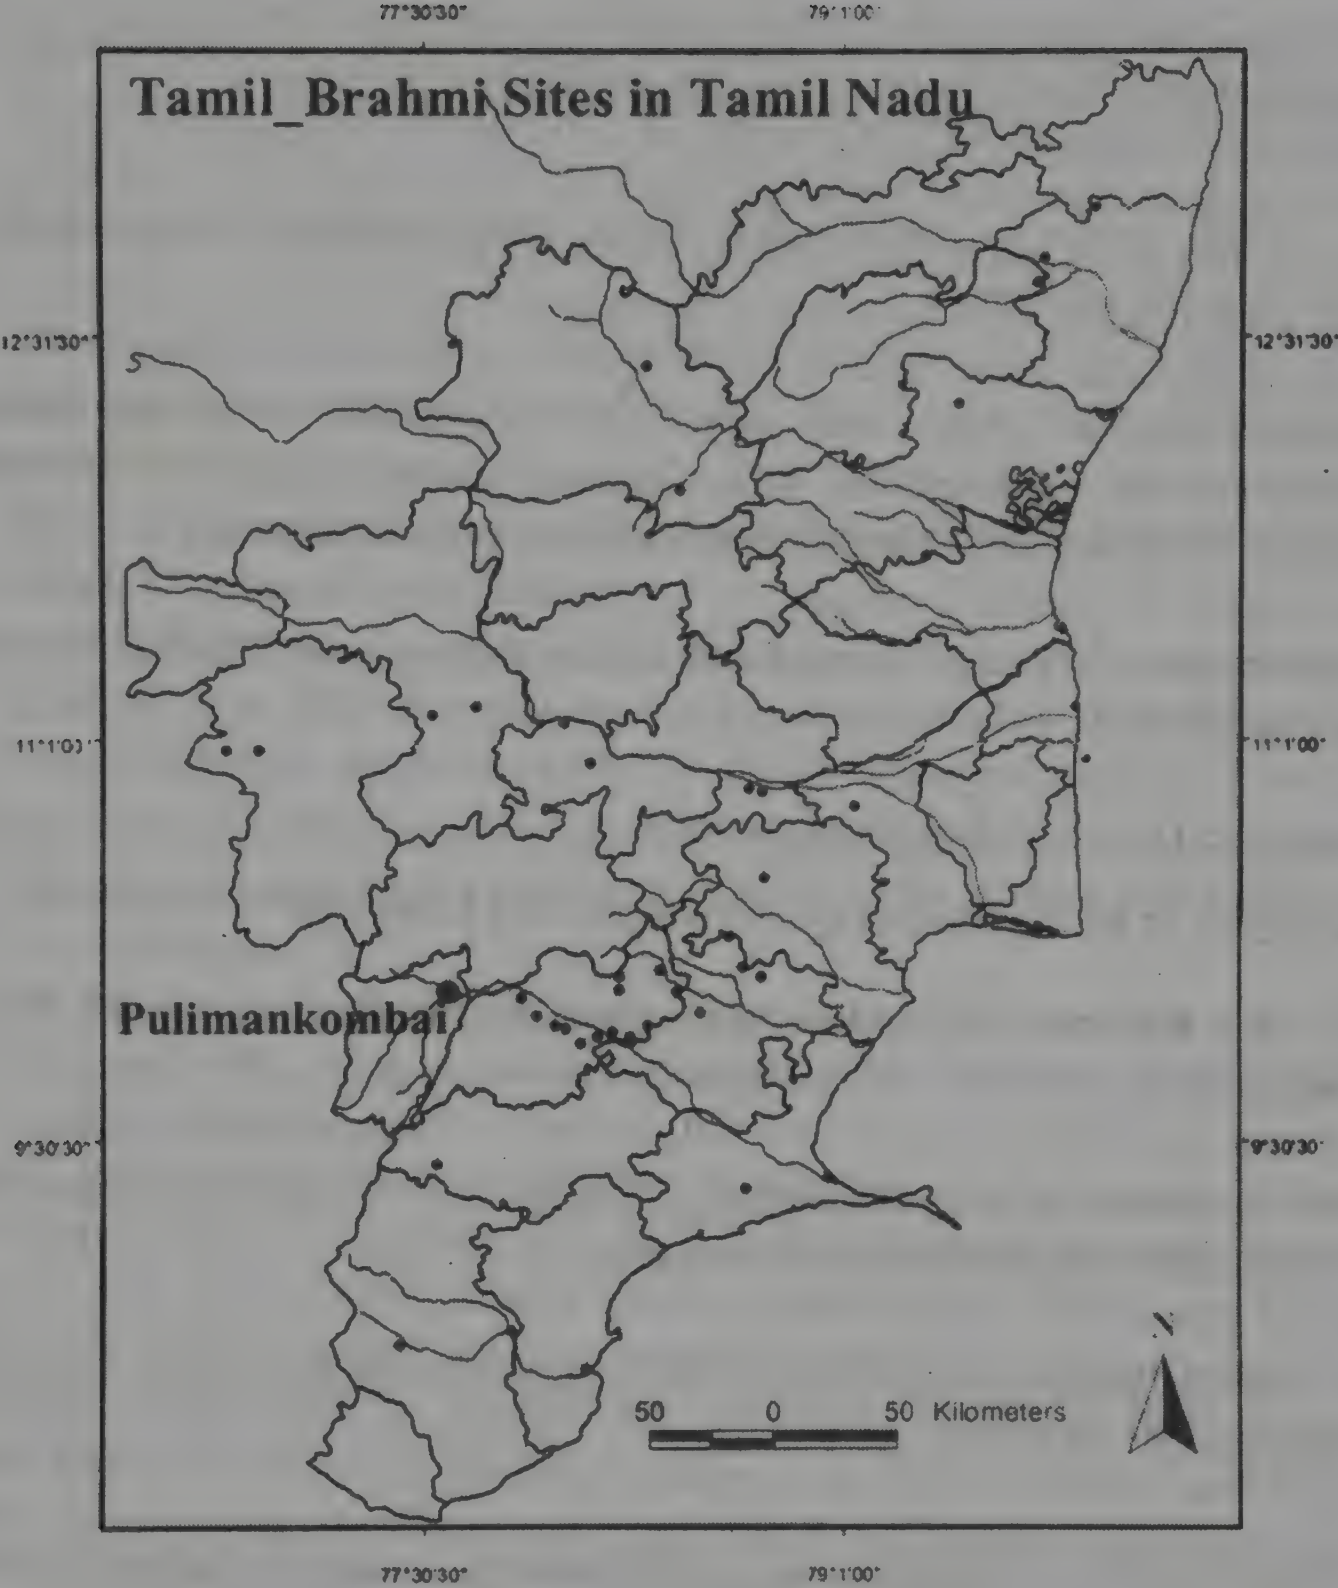 77°30'30" 79°1'00"
Tamil_Brahmi Sites in Tamil Nadu
12°31'30" 12°31'30"
11°1'00" 11°1'00"
Pulimankombai
9°30'30" 9°30'30"
N
50 0 50 Kilometers
77°30'30" 79°1'00"